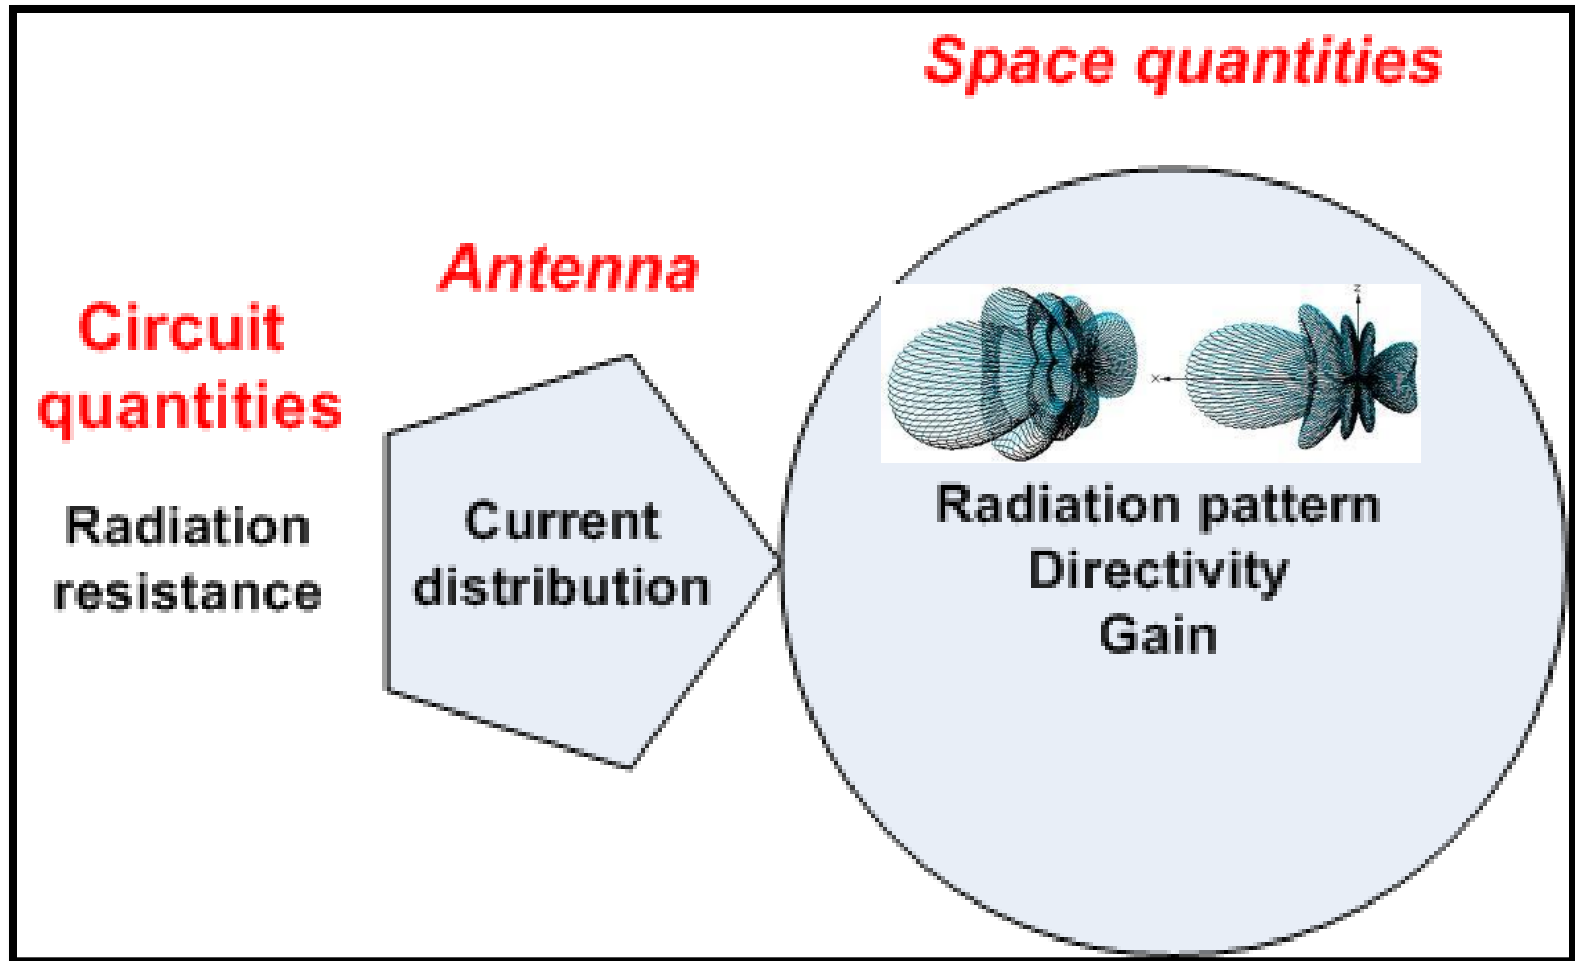 Space quantities
Antenna
Circuit
quantities
Radiation
resistance
Current
distribution
z
x
Radiation pattern
Directivity
Gain